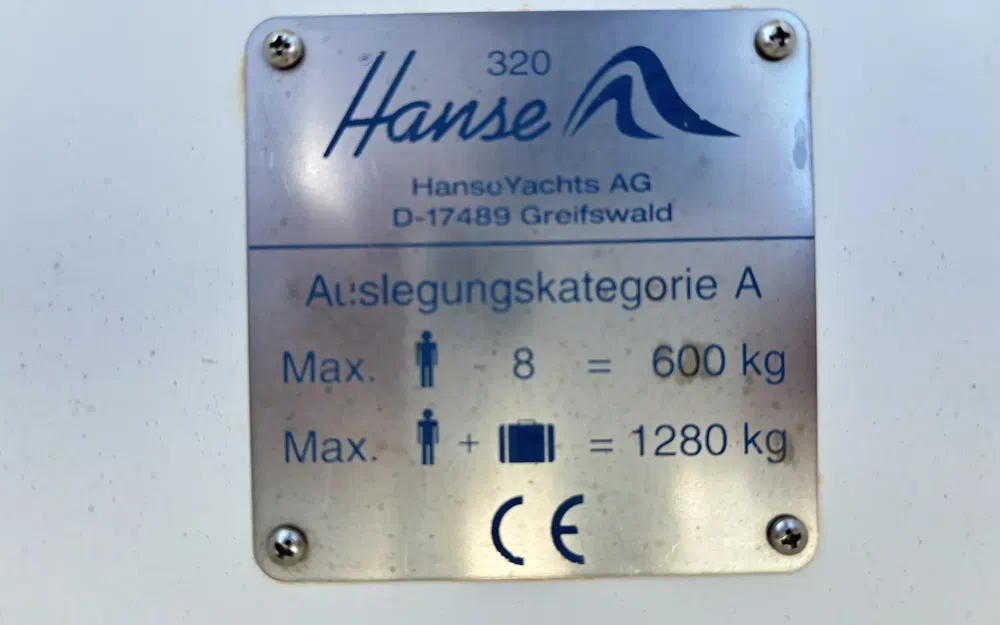 320
Hanse
HanseYachts AG
D-17489 Greifswald
Auslegungskategorie A
Max. 8 = 600 kg
Max. + = 1280 kg
CE